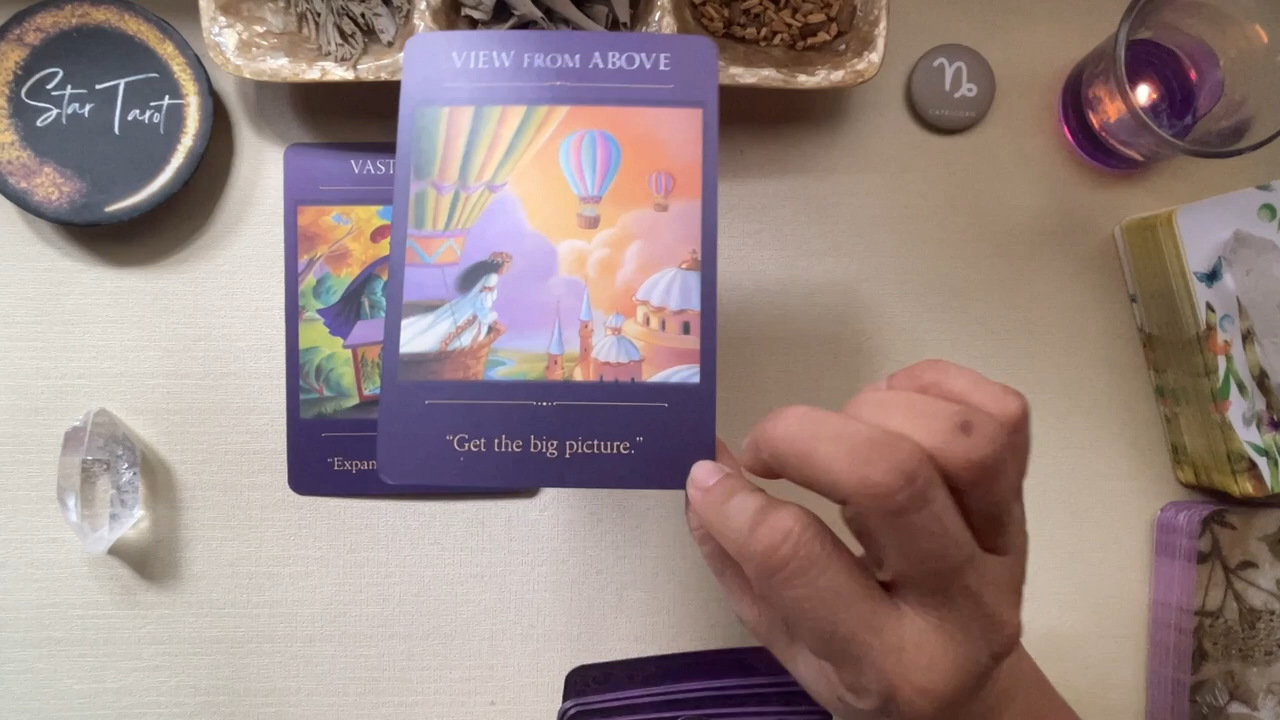 Star Tarot
VIEW FROM ABOVE
CAPRICORN
VAST
"Get the big picture."
"Expan